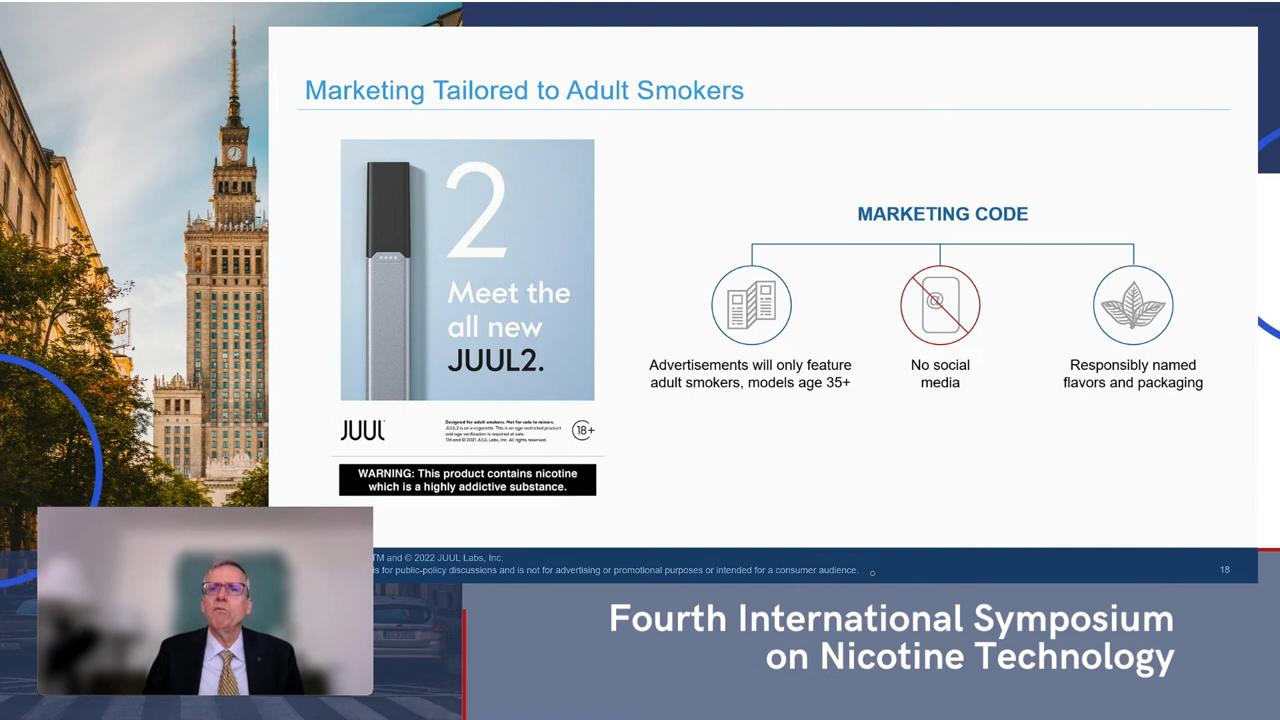 Marketing Tailored to Adult Smokers
2
Meet the
all new
JUUL2.
JUUL
Designed for adult smokers. Not for sale to minors.
JUUL2 is an e-cigarette. This is an age restricted product
and age verification is required at sale.
TM and © 2021 JUUL Labs, Inc. All rights reserved.
18+
WARNING: This product contains nicotine
which is a highly addictive substance.
MARKETING CODE
Advertisements will only feature
adult smokers, models age 35+
No social
media
Responsibly named
flavors and packaging
TM and © 2022 JUUL Labs, Inc.
is for public-policy discussions and is not for advertising or promotional purposes or intended for a consumer audience.
18
Fourth International Symposium
on Nicotine Technology